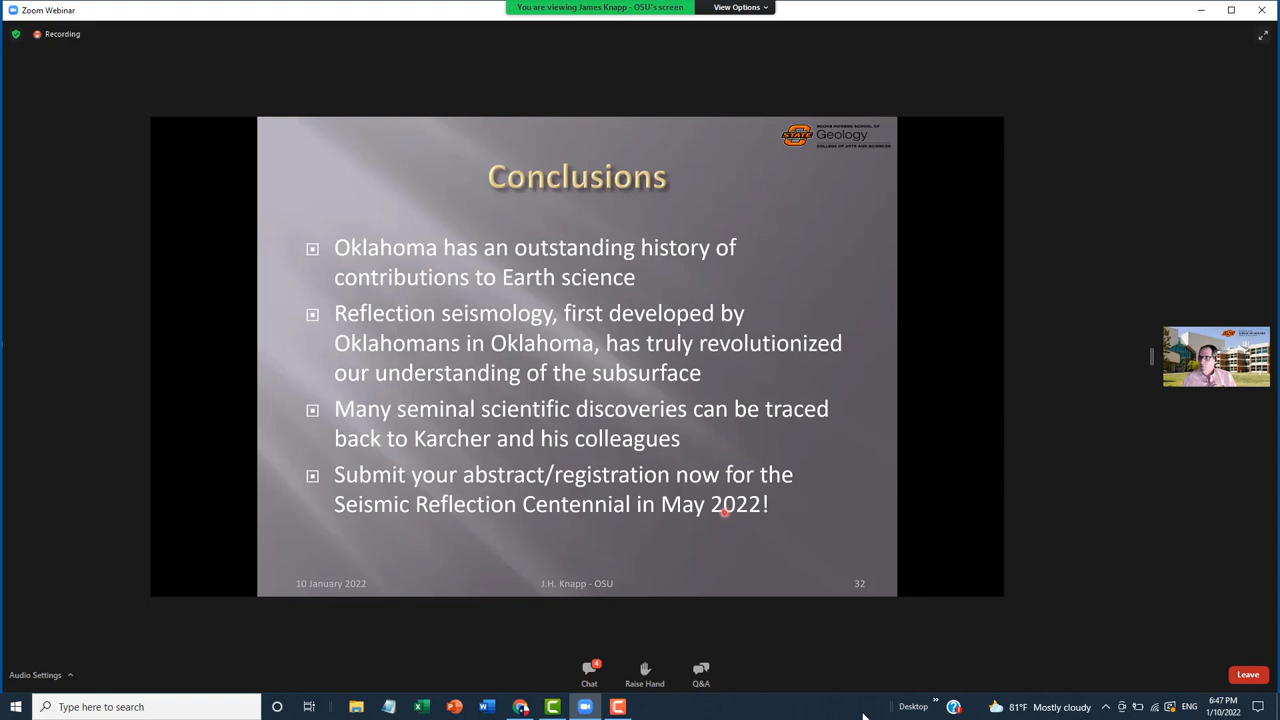 Zoom Webinar
You are viewing James Knapp - OSU's screen
View Options
Recording
STATE
BOONE PICKENS SCHOOL OF
Geology
COLLEGE OF ARTS AND SCIENCES
Conclusions
Oklahoma has an outstanding history of
contributions to Earth science
Reflection seismology, first developed by
Oklahomans in Oklahoma, has truly revolutionized
our understanding of the subsurface
Many seminal scientific discoveries can be traced
back to Karcher and his colleagues
Submit your abstract/registration now for the
Seismic Reflection Centennial in May 2022!
10 January 2022
J.H. Knapp - OSU
32
Audio Settings
4
Chat
Raise Hand
Q&A
Leave
Type here to search
Desktop
81°F Mostly cloudy
ENG
6:47 PM
1/10/2022